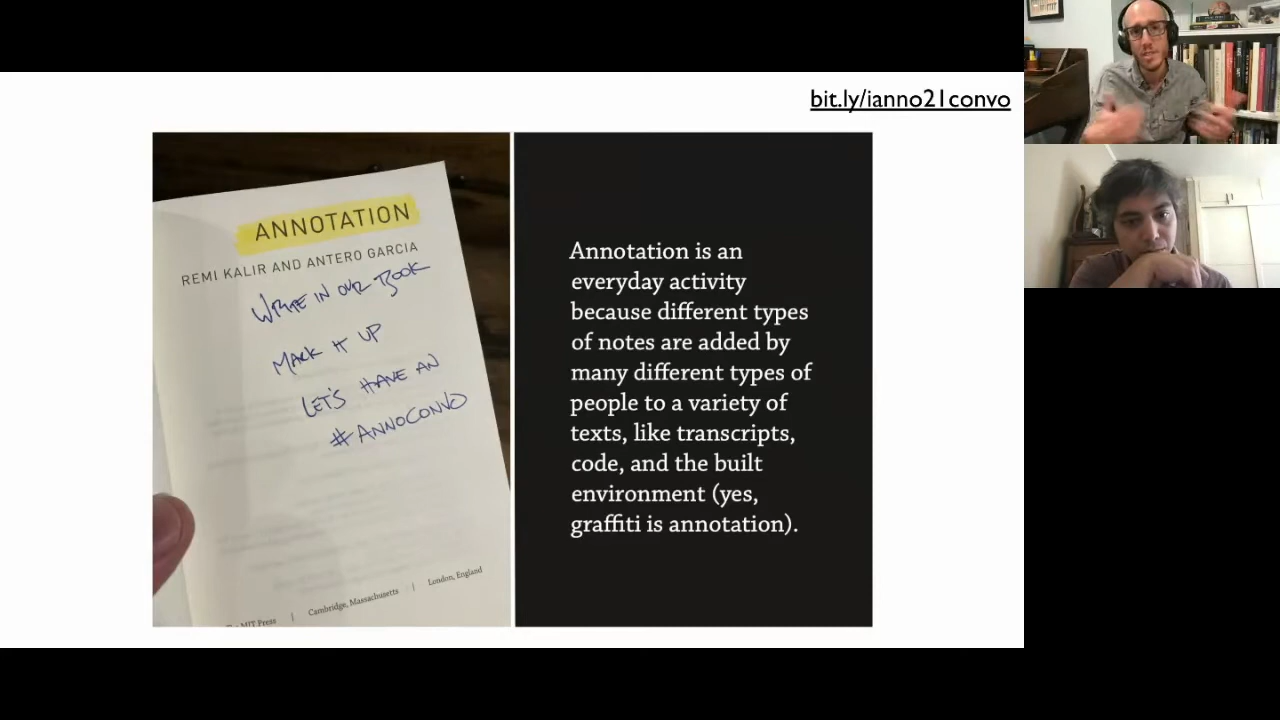 bit.ly/ianno21convo
ANNOTATION
REMI KALIR AND ANTERO GARCIA
WRITE IN OUR BOOK
MARK IT UP
LET'S HAVE AN
#ANNOCONVO
MIT Press | Cambridge, Massachusetts | London, England
Annotation is an
everyday activity
because different types
of notes are added by
many different types of
people to a variety of
texts, like transcripts,
code, and the built
environment (yes,
graffiti is annotation).